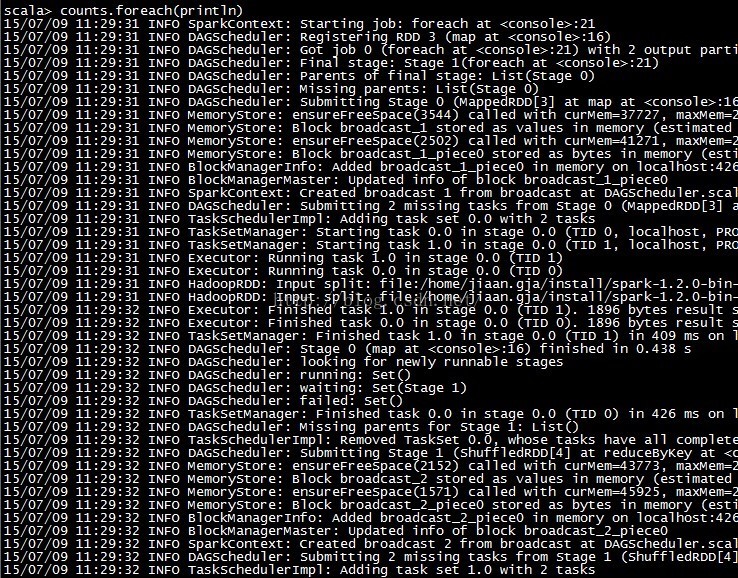 scala> counts.foreach(println)
15/07/09 11:29:31 INFO SparkContext: Starting job: foreach at <console>:21
15/07/09 11:29:31 INFO DAGScheduler: Registering RDD 3 (map at <console>:16)
15/07/09 11:29:31 INFO DAGScheduler: Got job 0 (foreach at <console>:21) with 2 output parti
15/07/09 11:29:31 INFO DAGScheduler: Final stage: Stage 1(foreach at <console>:21)
15/07/09 11:29:31 INFO DAGScheduler: Parents of final stage: List(Stage 0)
15/07/09 11:29:31 INFO DAGScheduler: Missing parents: List(Stage 0)
15/07/09 11:29:31 INFO DAGScheduler: Submitting Stage 0 (MappedRDD[3] at map at <console>:16
15/07/09 11:29:31 INFO MemoryStore: ensureFreeSpace(3544) called with curMem=37727, maxMem=2
15/07/09 11:29:31 INFO MemoryStore: Block broadcast_1 stored as values in memory (estimated
15/07/09 11:29:31 INFO MemoryStore: ensureFreeSpace(2502) called with curMem=41271, maxMem=2
15/07/09 11:29:31 INFO MemoryStore: Block broadcast_1_piece0 stored as bytes in memory (esti
15/07/09 11:29:31 INFO BlockManagerInfo: Added broadcast_1_piece0 in memory on localhost:426
15/07/09 11:29:31 INFO BlockManagerMaster: Updated info of block broadcast_1_piece0
15/07/09 11:29:31 INFO SparkContext: Created broadcast 1 from broadcast at DAGScheduler.scal
15/07/09 11:29:31 INFO DAGScheduler: Submitting 2 missing tasks from Stage 0 (MappedRDD[3] a
15/07/09 11:29:31 INFO TaskSchedulerImpl: Adding task set 0.0 with 2 tasks
15/07/09 11:29:31 INFO TaskSetManager: Starting task 0.0 in stage 0.0 (TID 0, localhost, PRO
15/07/09 11:29:31 INFO TaskSetManager: Starting task 1.0 in stage 0.0 (TID 1, localhost, PRO
15/07/09 11:29:31 INFO Executor: Running task 1.0 in stage 0.0 (TID 1)
15/07/09 11:29:31 INFO Executor: Running task 0.0 in stage 0.0 (TID 0)
15/07/09 11:29:31 INFO HadoopRDD: Input split: file:/home/jiaan.gja/install/spark-1.2.0-bin-
15/07/09 11:29:31 INFO HadoopRDD: Input split: file:/home/jiaan.gja/install/spark-1.2.0-bin-
15/07/09 11:29:32 INFO Executor: Finished task 1.0 in stage 0.0 (TID 1). 1896 bytes result s
15/07/09 11:29:32 INFO Executor: Finished task 0.0 in stage 0.0 (TID 0). 1896 bytes result s
15/07/09 11:29:32 INFO TaskSetManager: Finished task 1.0 in stage 0.0 (TID 1) in 409 ms on l
15/07/09 11:29:32 INFO DAGScheduler: Stage 0 (map at <console>:16) finished in 0.438 s
15/07/09 11:29:32 INFO DAGScheduler: looking for newly runnable stages
15/07/09 11:29:32 INFO DAGScheduler: running: Set()
15/07/09 11:29:32 INFO DAGScheduler: waiting: Set(Stage 1)
15/07/09 11:29:32 INFO DAGScheduler: failed: Set()
15/07/09 11:29:32 INFO TaskSetManager: Finished task 0.0 in stage 0.0 (TID 0) in 426 ms on l
15/07/09 11:29:32 INFO DAGScheduler: Missing parents for Stage 1: List()
15/07/09 11:29:32 INFO TaskSchedulerImpl: Removed TaskSet 0.0, whose tasks have all complete
15/07/09 11:29:32 INFO DAGScheduler: Submitting Stage 1 (ShuffledRDD[4] at reduceByKey at <c
15/07/09 11:29:32 INFO MemoryStore: ensureFreeSpace(2152) called with curMem=43773, maxMem=2
15/07/09 11:29:32 INFO MemoryStore: Block broadcast_2 stored as values in memory (estimated
15/07/09 11:29:32 INFO MemoryStore: ensureFreeSpace(1571) called with curMem=45925, maxMem=2
15/07/09 11:29:32 INFO MemoryStore: Block broadcast_2_piece0 stored as bytes in memory (esti
15/07/09 11:29:32 INFO BlockManagerInfo: Added broadcast_2_piece0 in memory on localhost:426
15/07/09 11:29:32 INFO BlockManagerMaster: Updated info of block broadcast_2_piece0
15/07/09 11:29:32 INFO SparkContext: Created broadcast 2 from broadcast at DAGScheduler.scal
15/07/09 11:29:32 INFO DAGScheduler: Submitting 2 missing tasks from Stage 1 (ShuffledRDD[4]
15/07/09 11:29:32 INFO TaskSchedulerImpl: Adding task set 1.0 with 2 tasks